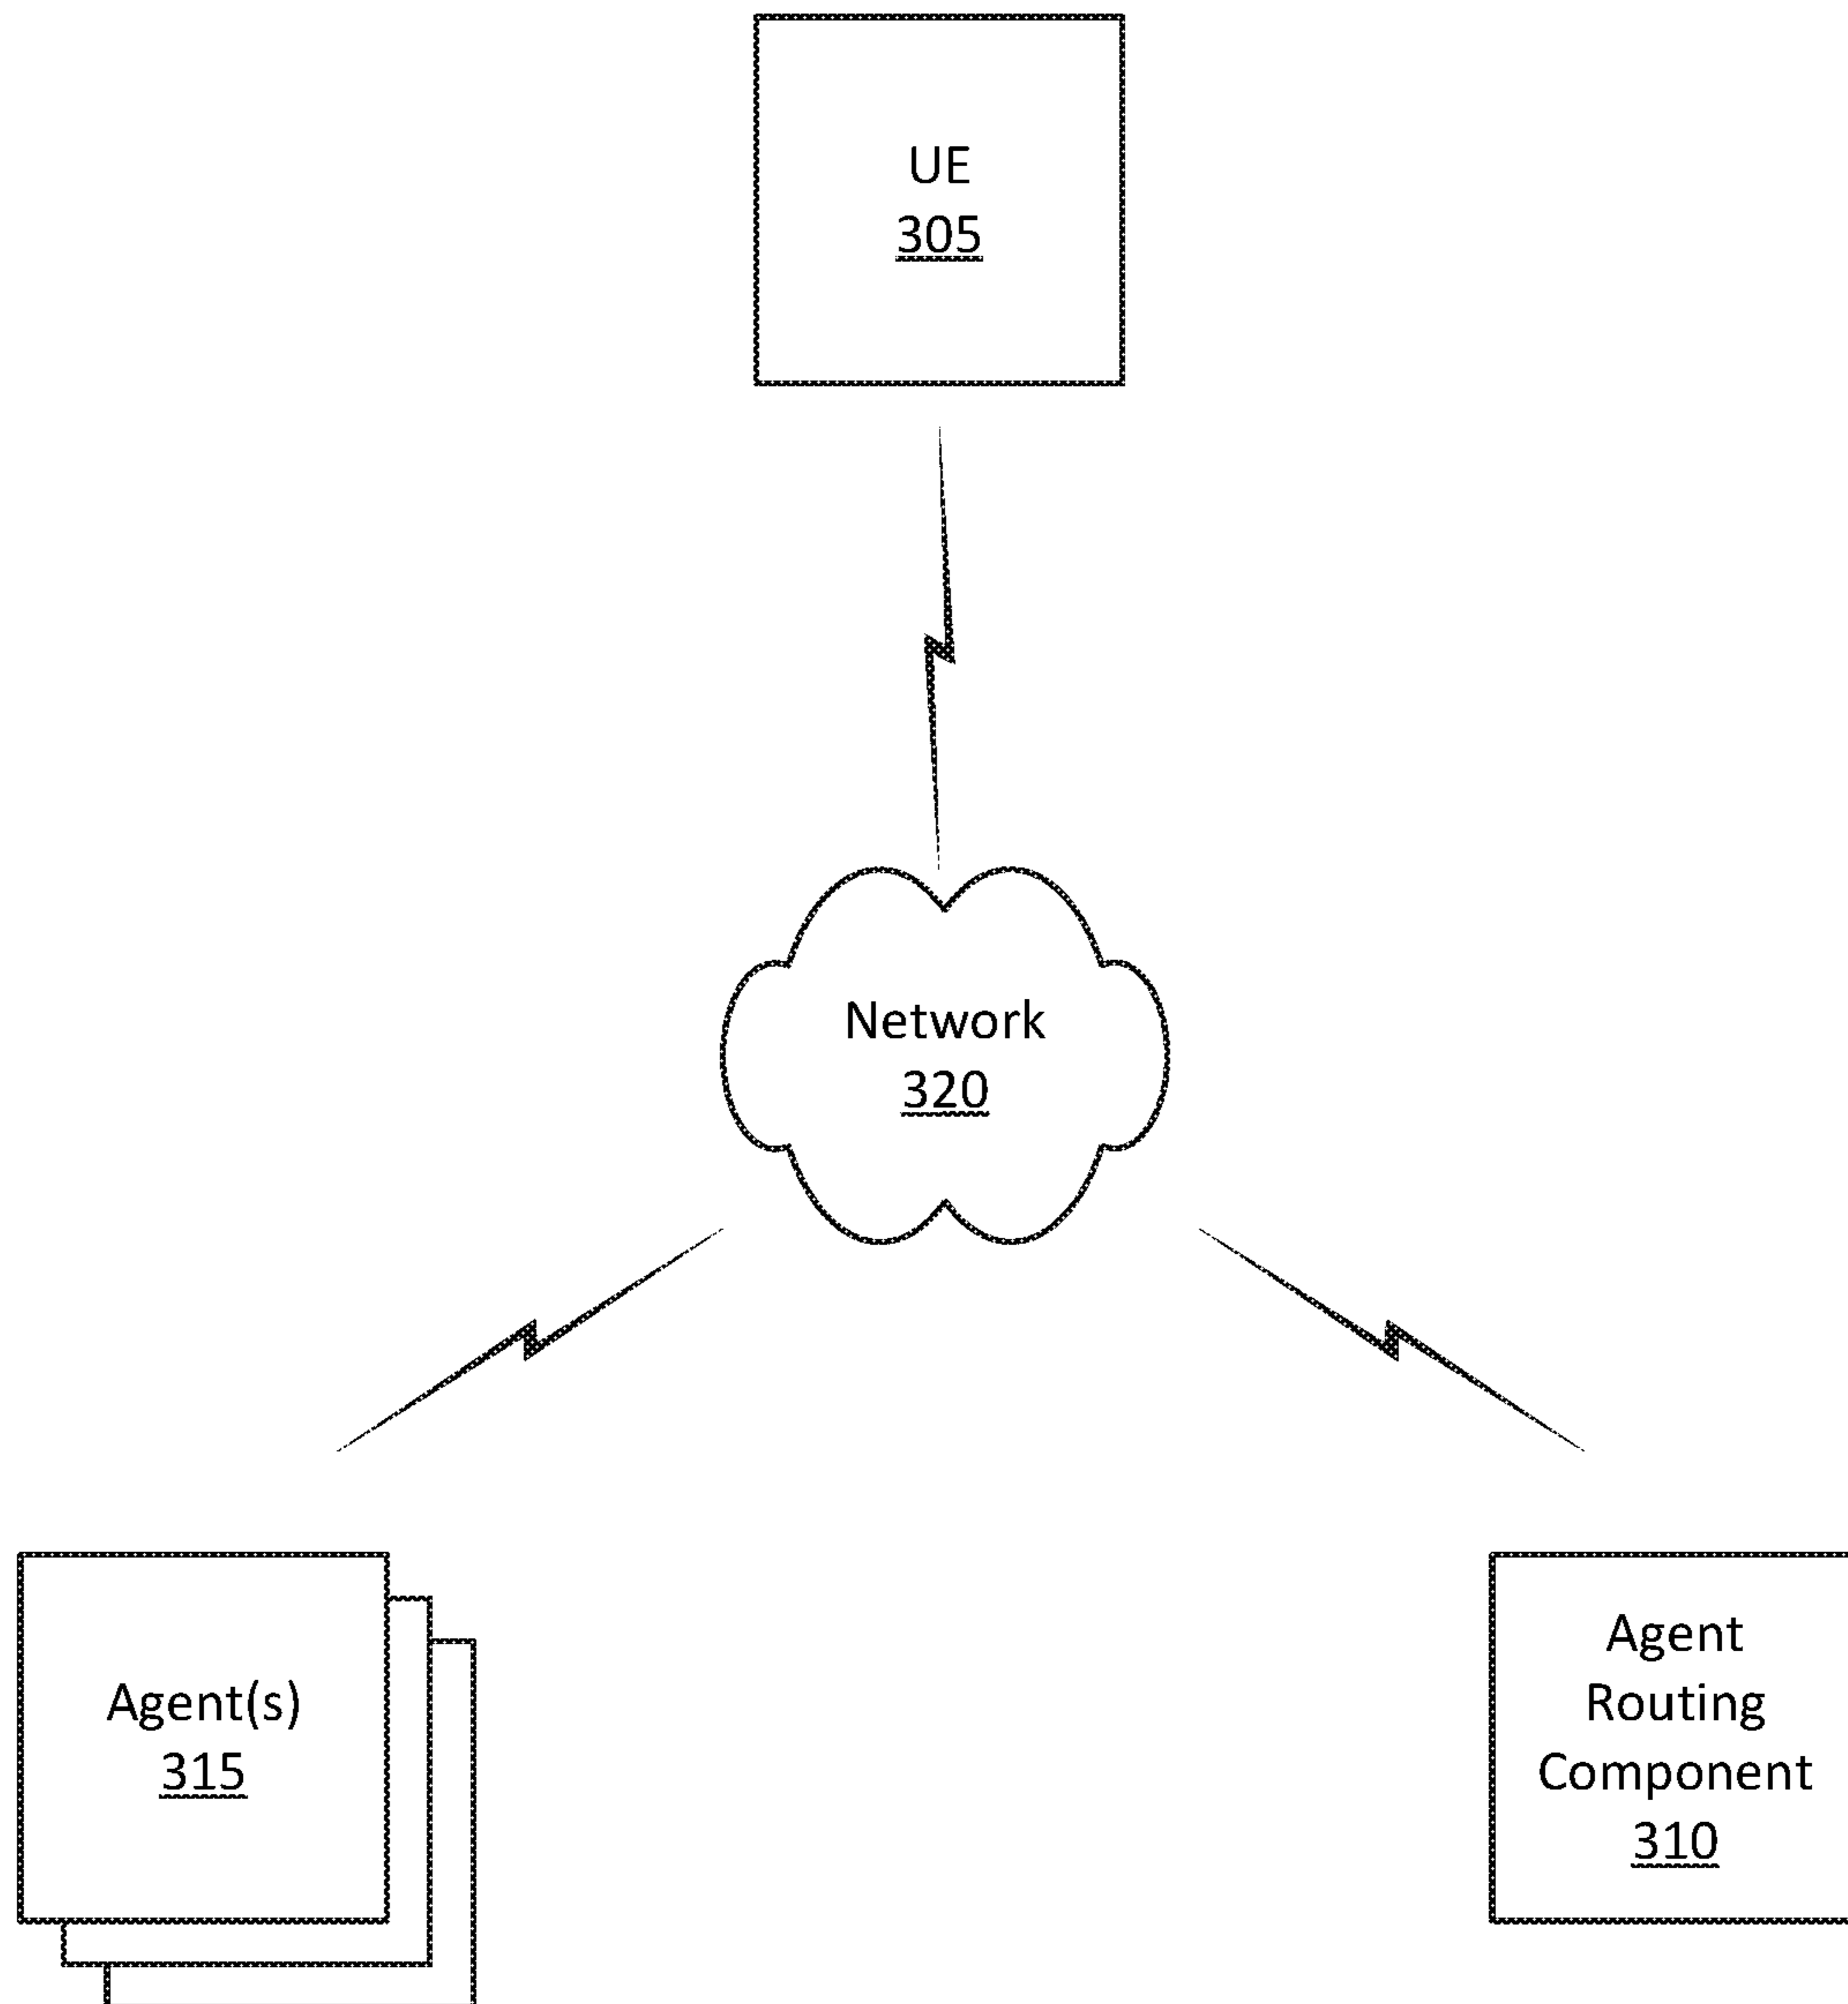 UE
305
Network
320
Agent(s)
315
Agent
Routing
Component
310